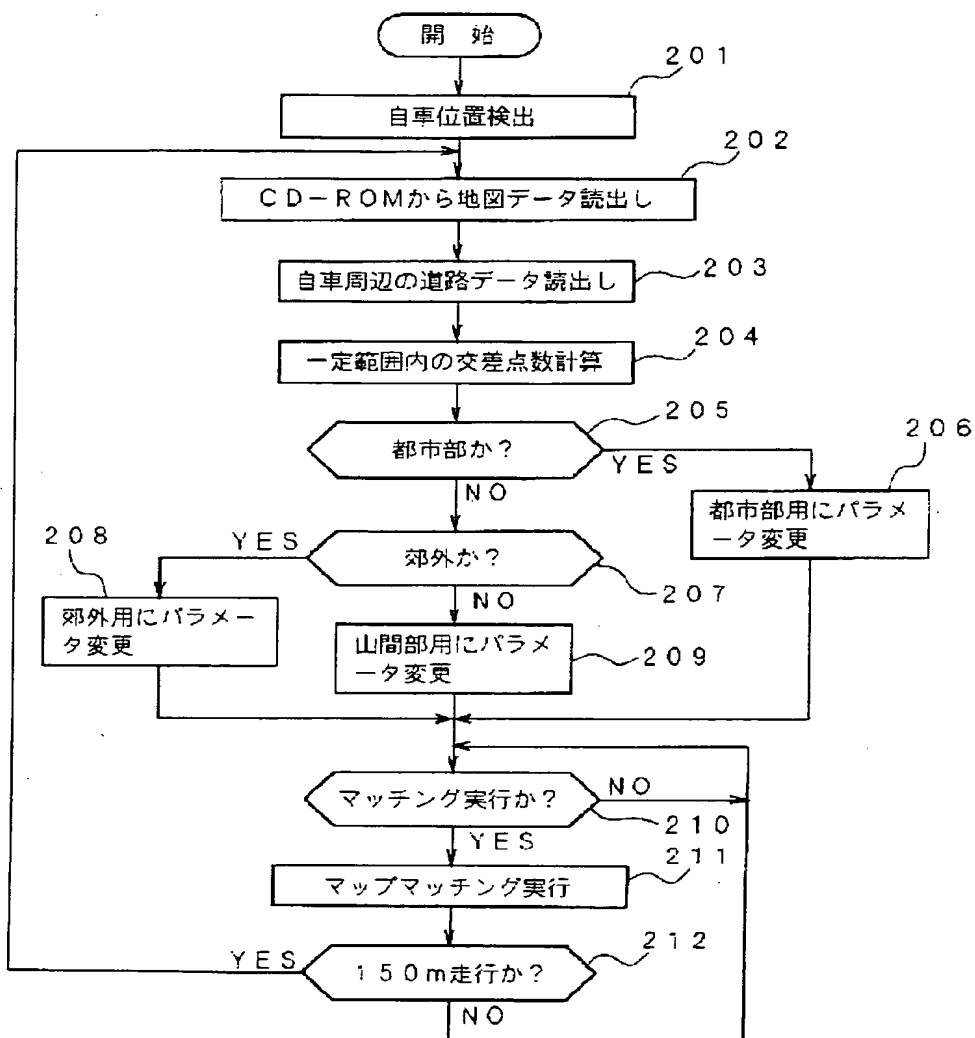 開 始
201
自車位置検出
202
CD-ROMから地図データ読出し
203
自車周辺の道路データ読出し
204
一定範囲内の交差点数計算
205
都市部か?
YES
206
NO
都市部用にパラメ
ータ変更
208
YES
郊外か?
207
NO
郊外用にパラメー
タ変更
山間部用にパラメ
ータ変更
209
マッチング実行か?
NO
210
YES
211
マップマッチング実行
212
YES
150m走行か?
NO